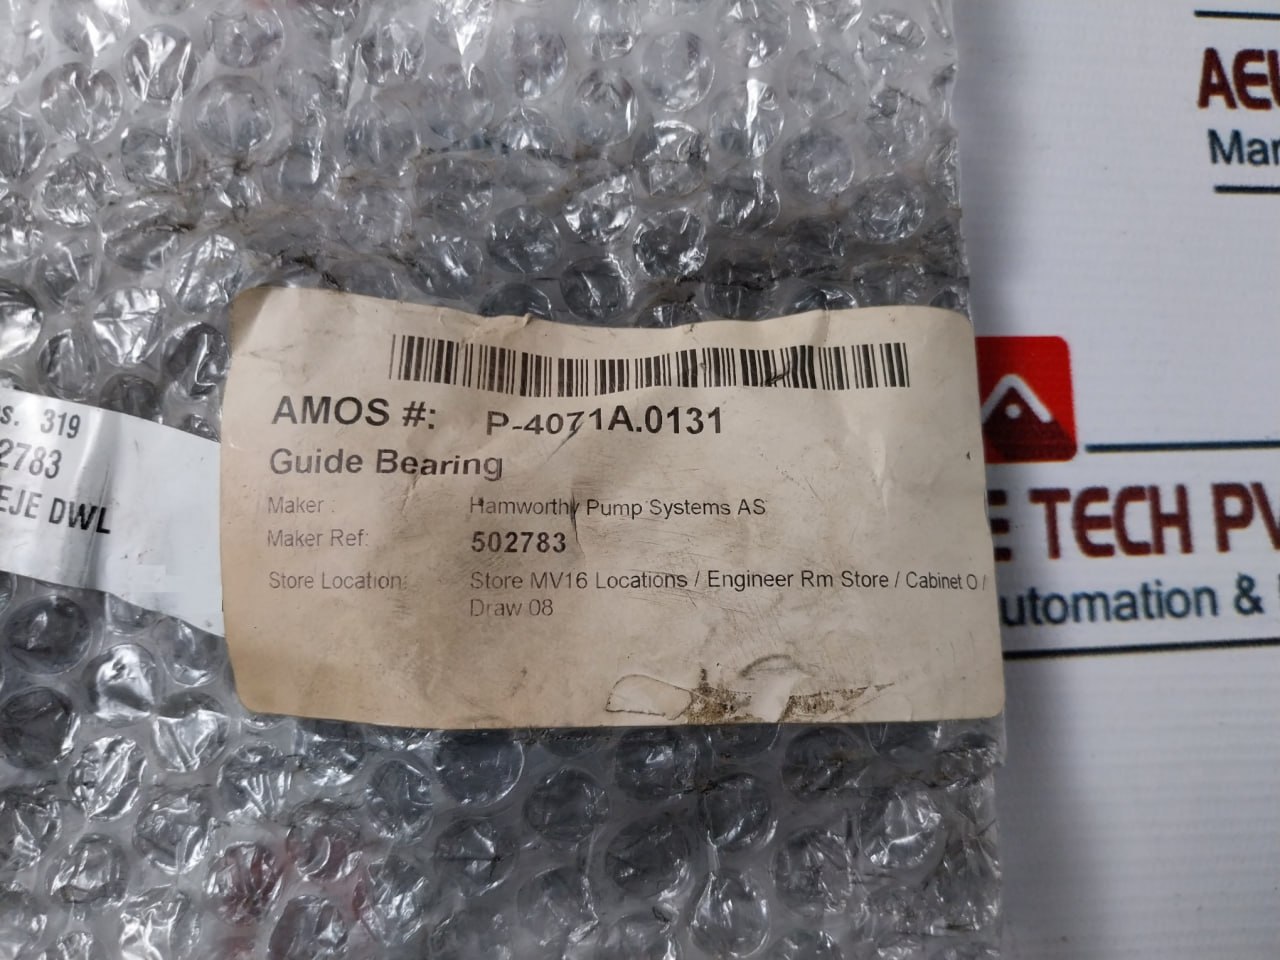 AMOS #: P-4071A.0131
Guide Bearing
Maker : Hamworthy Pump Systems AS
Maker Ref: 502783
Store Location: Store MV16 Locations / Engineer Rm Store / Cabinet O /
Draw 08
s. 319
2783
EJE DWL
AE
Mar
E TECH PV
utomation &